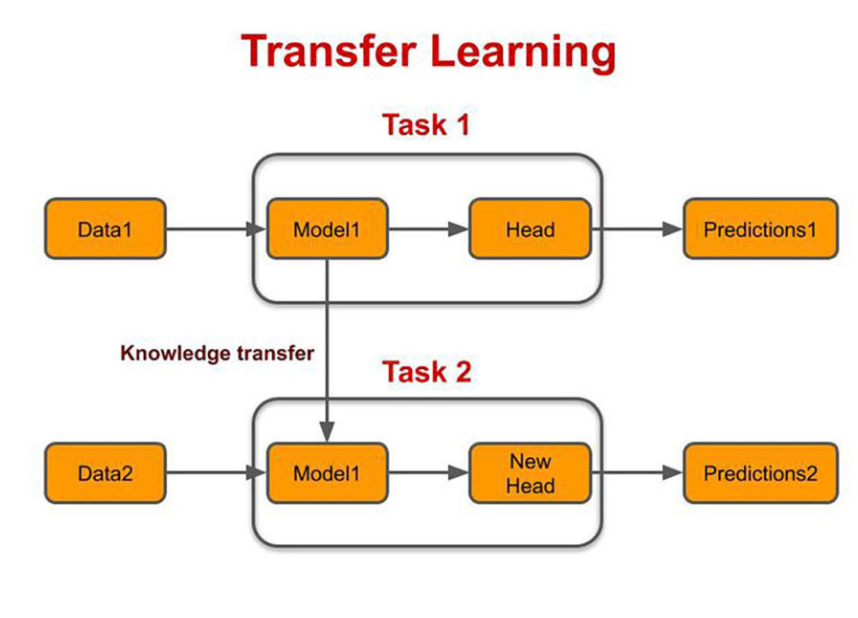 Transfer Learning
Task 1
Data1
Model1
Head
Predictions1
Knowledge transfer
Task 2
Data2
Model1
New
Head
Predictions2